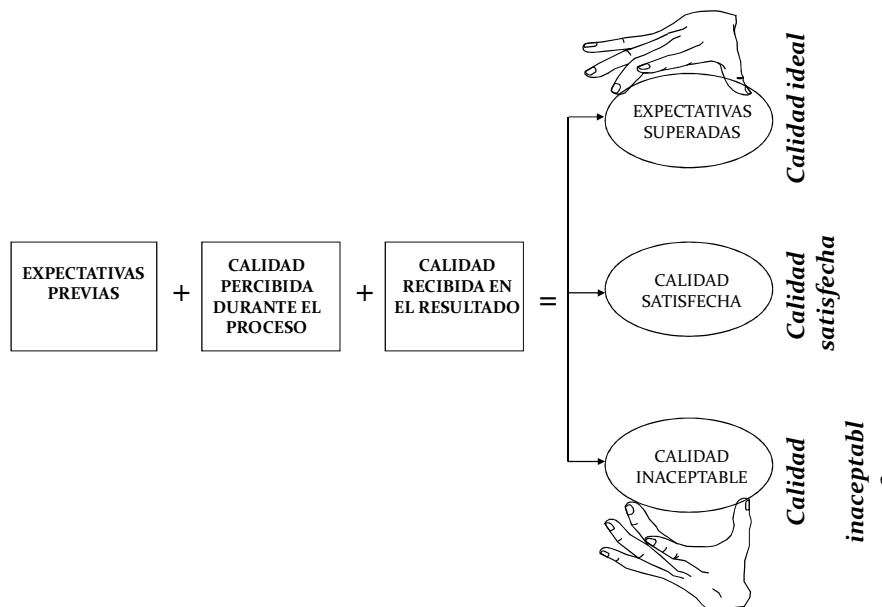 EXPECTATIVAS
PREVIAS
+
CALIDAD
PERCIBIDA
DURANTE EL
PROCESO
+
CALIDAD
RECIBIDA EN
EL RESULTADO
=
EXPECTATIVAS
SUPERADAS
Calidad ideal
CALIDAD
SATISFECHA
Calidad
satisfecha
CALIDAD
INACEPTABLE
Calidad
inaceptabl